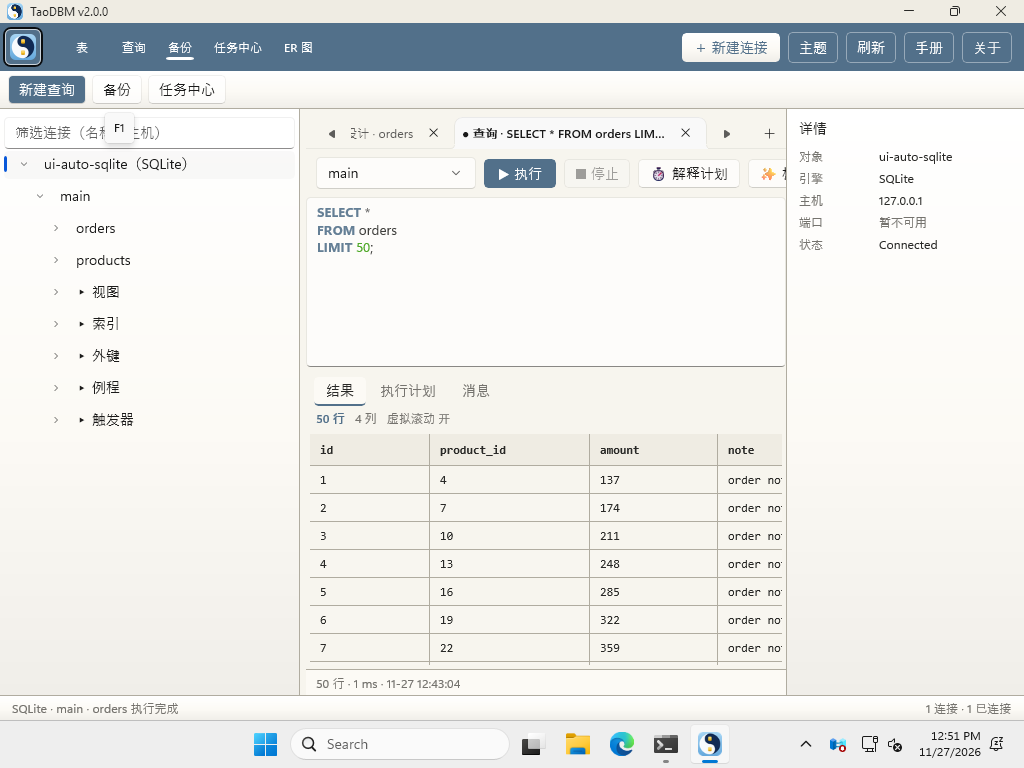 TaoDBM v2.0.0
表 查询 备份 任务中心 ER 图
+ 新建连接 主题 刷新 手册 关于
新建查询 备份 任务中心
F1
筛选连接（名
主机）
ui-auto-sqlite（SQLite）
main
orders
products
视图
索引
外键
例程
触发器
· orders
● 查询 · SELECT * FROM orders LIM...
main
执行
停止
解释计划
SELECT *
FROM orders
LIMIT 50;
结果 执行计划 消息
50 行 4 列 虚拟滚动 开
id product_id amount note
1 4 137 order
2 7 174 order
3 10 211 order
4 13 248 order
5 16 285 order
6 19 322 order
7 22 359 order
50 行 · 1 ms · 11-27 12:43:04
详情
对象 ui-auto-sqlite
引擎 SQLite
主机 127.0.0.1
端口 暂不可用
状态 Connected
SQLite · main · orders 执行完成
1 连接 · 1 已连接
Search
12:51 PM
11/27/2026